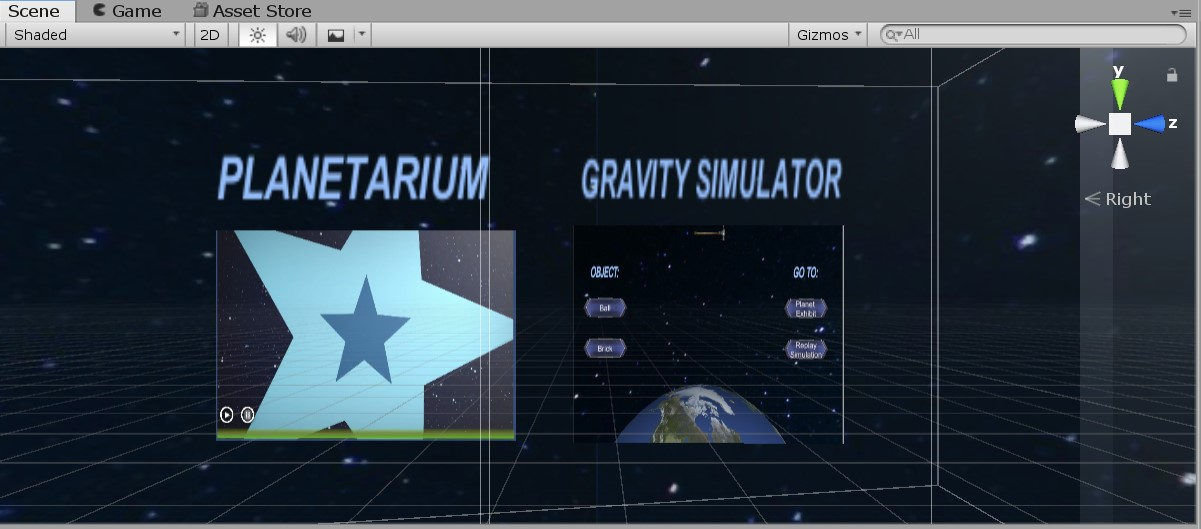 Scene Game Asset Store
Shaded 2D Gizmos All
y
z
Right
PLANETARIUM GRAVITY SIMULATOR
OBJECT: GO TO:
Ball Planet
Exhibit
Brick Replay
Simulation